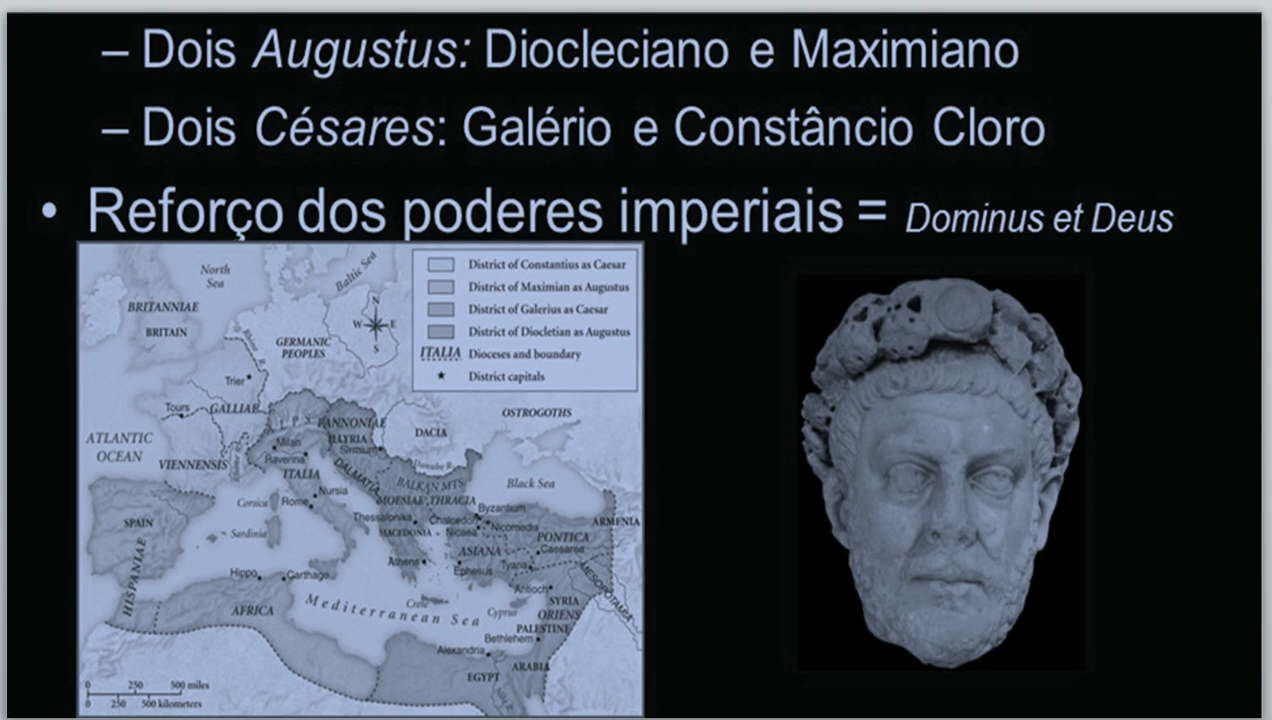 – Dois Augustus: Diocleciano e Maximiano
– Dois Césares: Galério e Constâncio Cloro
• Reforço dos poderes imperiais = Dominus et Deus
District of Constantius as Caesar
District of Maximian as Augustus
District of Galerius as Caesar
District of Diocletian as Augustus
ITALIA Dioceses and boundary
District capitals
North
Sea
Baltic Sea
N
W E
S
BRITANNIAE
BRITAIN
GERMANIC
PEOPLES
Rhine R.
Trier
Tours
GALLIAE
ALPS
PANNONIAE
ILLYRIA
Sirmium
DACIA
OSTROGOTHS
ATLANTIC
OCEAN
VIENNENSIS
Milan
Ravenna
ITALIA
DALMATIA
Danube R.
BALKAN MTS.
MOESIAE
THRACIA
Black Sea
Corsica
Rome
Nursia
Byzantium
SPAIN
Sardinia
Thessalonika
Chalcedon
Nicomedia
ARMENIA
MACEDONIA
Nicaea
PONTICA
HISPANIAE
Athens
ASIANA
Caesarea
Ephesus
Tyana
MESOPOTAMIA
Hippo
Carthage
Antioch
AFRICA
Mediterranean Sea
Crete
Cyprus
SYRIA
ORIENS
PALESTINE
Bethlehem
Alexandria
EGYPT
ARABIA
0 250 500 miles
0 250 500 kilometers